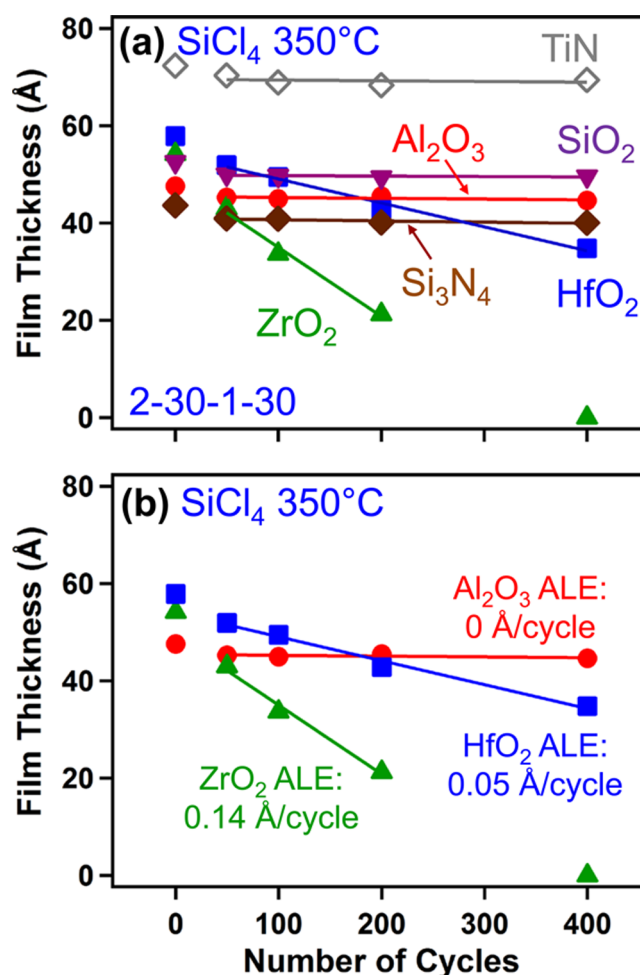 (a) SiCl₄ 350°C
TiN
SiO₂
Al₂O₃
Si₃N₄
HfO₂
ZrO₂
2-30-1-30
Film Thickness (Å)
80
60
40
20
0
(b) SiCl₄ 350°C
Al₂O₃ ALE:
0 Å/cycle
HfO₂ ALE:
0.05 Å/cycle
ZrO₂ ALE:
0.14 Å/cycle
Film Thickness (Å)
80
60
40
20
0
0 100 200 300 400
Number of Cycles